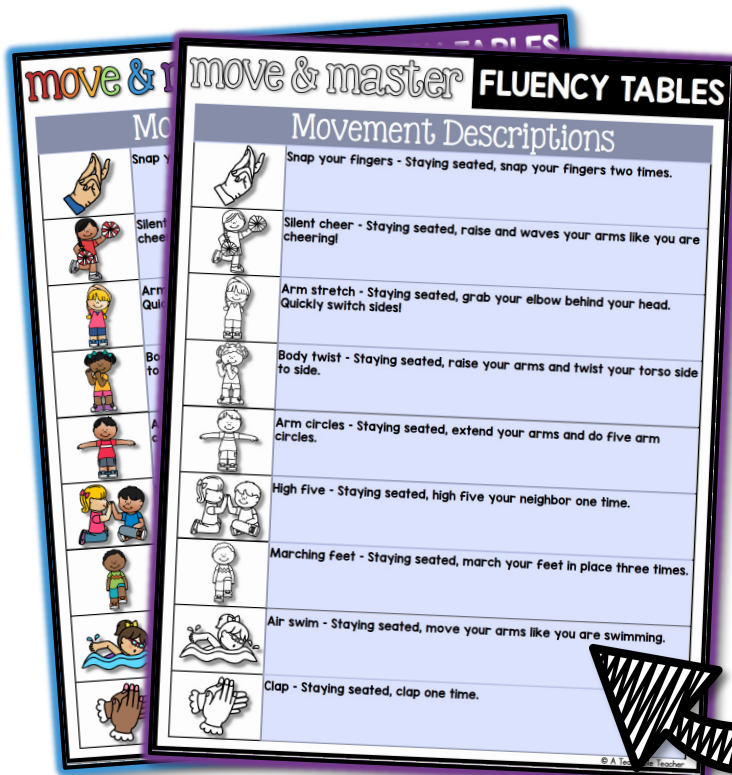 move & master FLUENCY TABLES
Movement Descriptions
Snap your fingers - Staying seated, snap your fingers two times.
Silent cheer - Staying seated, raise and waves your arms like you are
cheering!
Arm stretch - Staying seated, grab your elbow behind your head.
Quickly switch sides!
Body twist - Staying seated, raise your arms and twist your torso side
to side.
Arm circles - Staying seated, extend your arms and do five arm
circles.
High five - Staying seated, high five your neighbor one time.
Marching feet - Staying seated, march your feet in place three times.
Air swim - Staying seated, move your arms like you are swimming.
Clap - Staying seated, clap one time.
© A Teacher
move &
TABLES
Snap
Silent
Arm
to